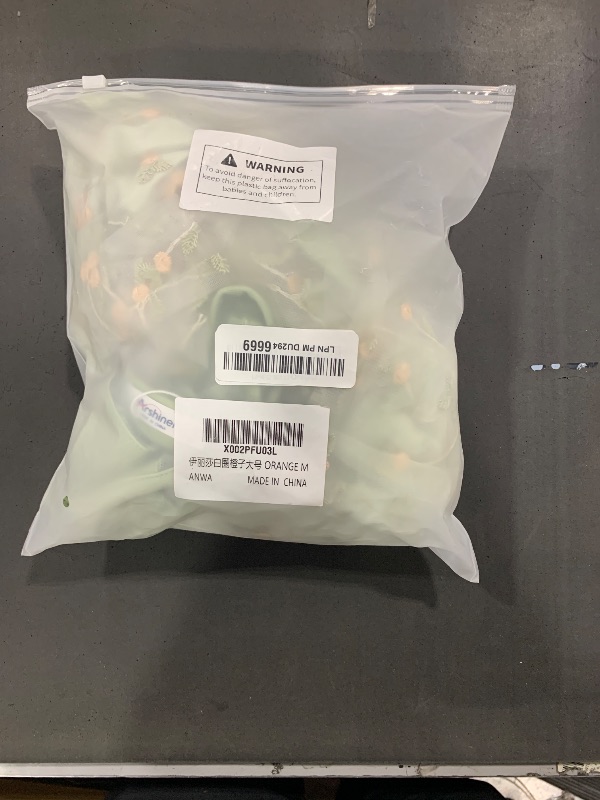 WARNING
To avoid danger of suffocation,
keep this plastic bag away from
babies and children.
LPN PM DU294 6669
X002PFU03L
伊丽莎白圈橙子大号 ORANGE M
ANWA MADE IN CHINA